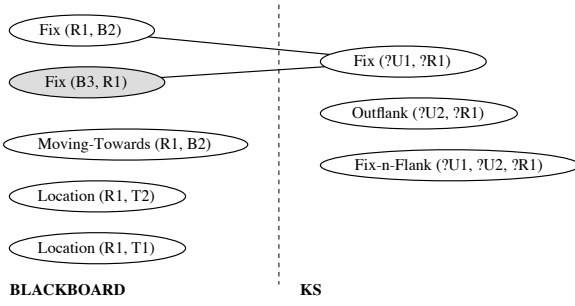 Fix (R1, B2)
Fix (B3, R1)
Moving-Towards (R1, B2)
Location (R1, T2)
Location (R1, T1)
BLACKBOARD
Fix (?U1, ?R1)
Outflank (?U2, ?R1)
Fix-n-Flank (?U1, ?U2, ?R1)
KS